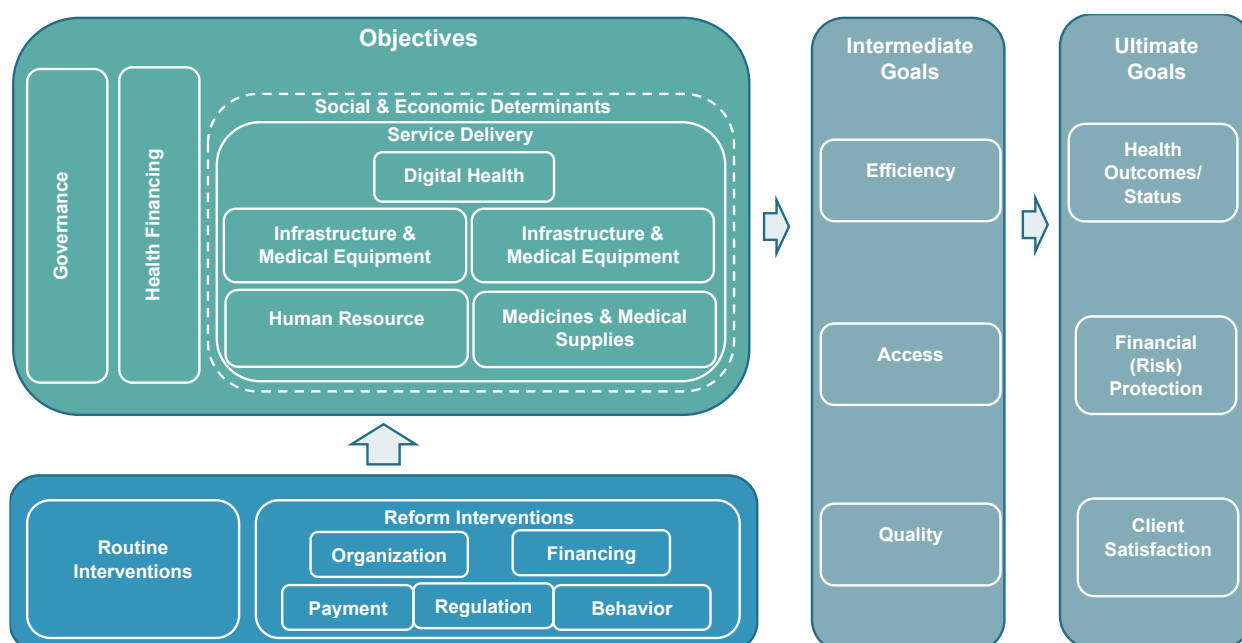 Objectives
Governance
Health Financing
Social & Economic Determinants
Service Delivery
Digital Health
Infrastructure &
Medical Equipment
Infrastructure &
Medical Equipment
Human Resource
Medicines & Medical
Supplies
Routine
Interventions
Reform Interventions
Organization
Financing
Payment
Regulation
Behavior
Intermediate
Goals
Efficiency
Access
Quality
Ultimate
Goals
Health
Outcomes/
Status
Financial
(Risk)
Protection
Client
Satisfaction